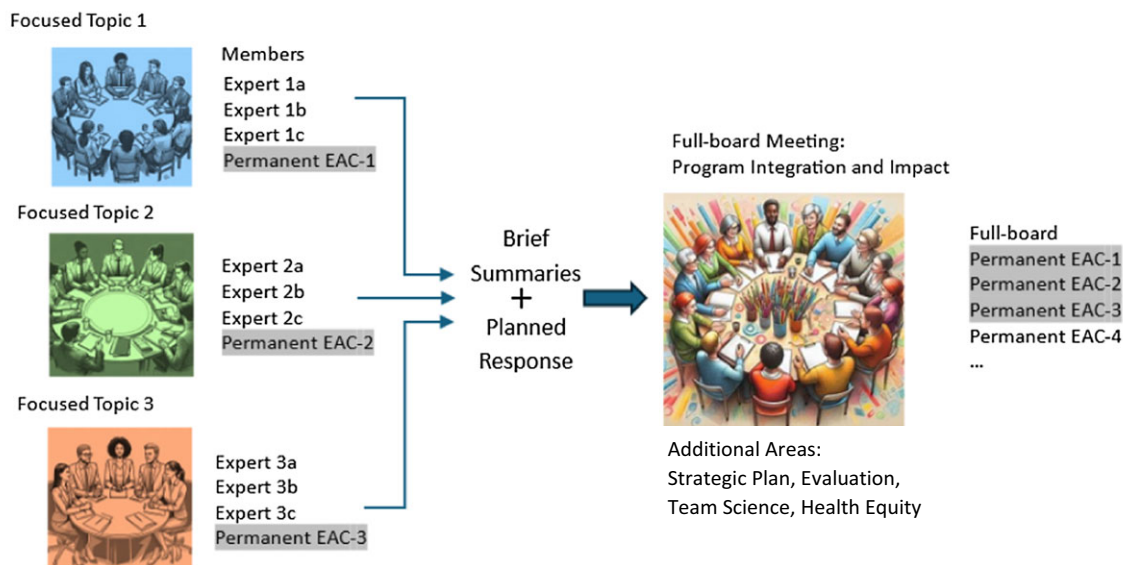 Focused Topic 1
Members
Expert 1a
Expert 1b
Expert 1c
Permanent EAC-1
Focused Topic 2
Expert 2a
Expert 2b
Expert 2c
Permanent EAC-2
Focused Topic 3
Expert 3a
Expert 3b
Expert 3c
Permanent EAC-3
Brief
Summaries
+
Planned
Response
Full-board Meeting:
Program Integration and Impact
Additional Areas:
Strategic Plan, Evaluation,
Team Science, Health Equity
Full-board
Permanent EAC-1
Permanent EAC-2
Permanent EAC-3
Permanent EAC-4
...